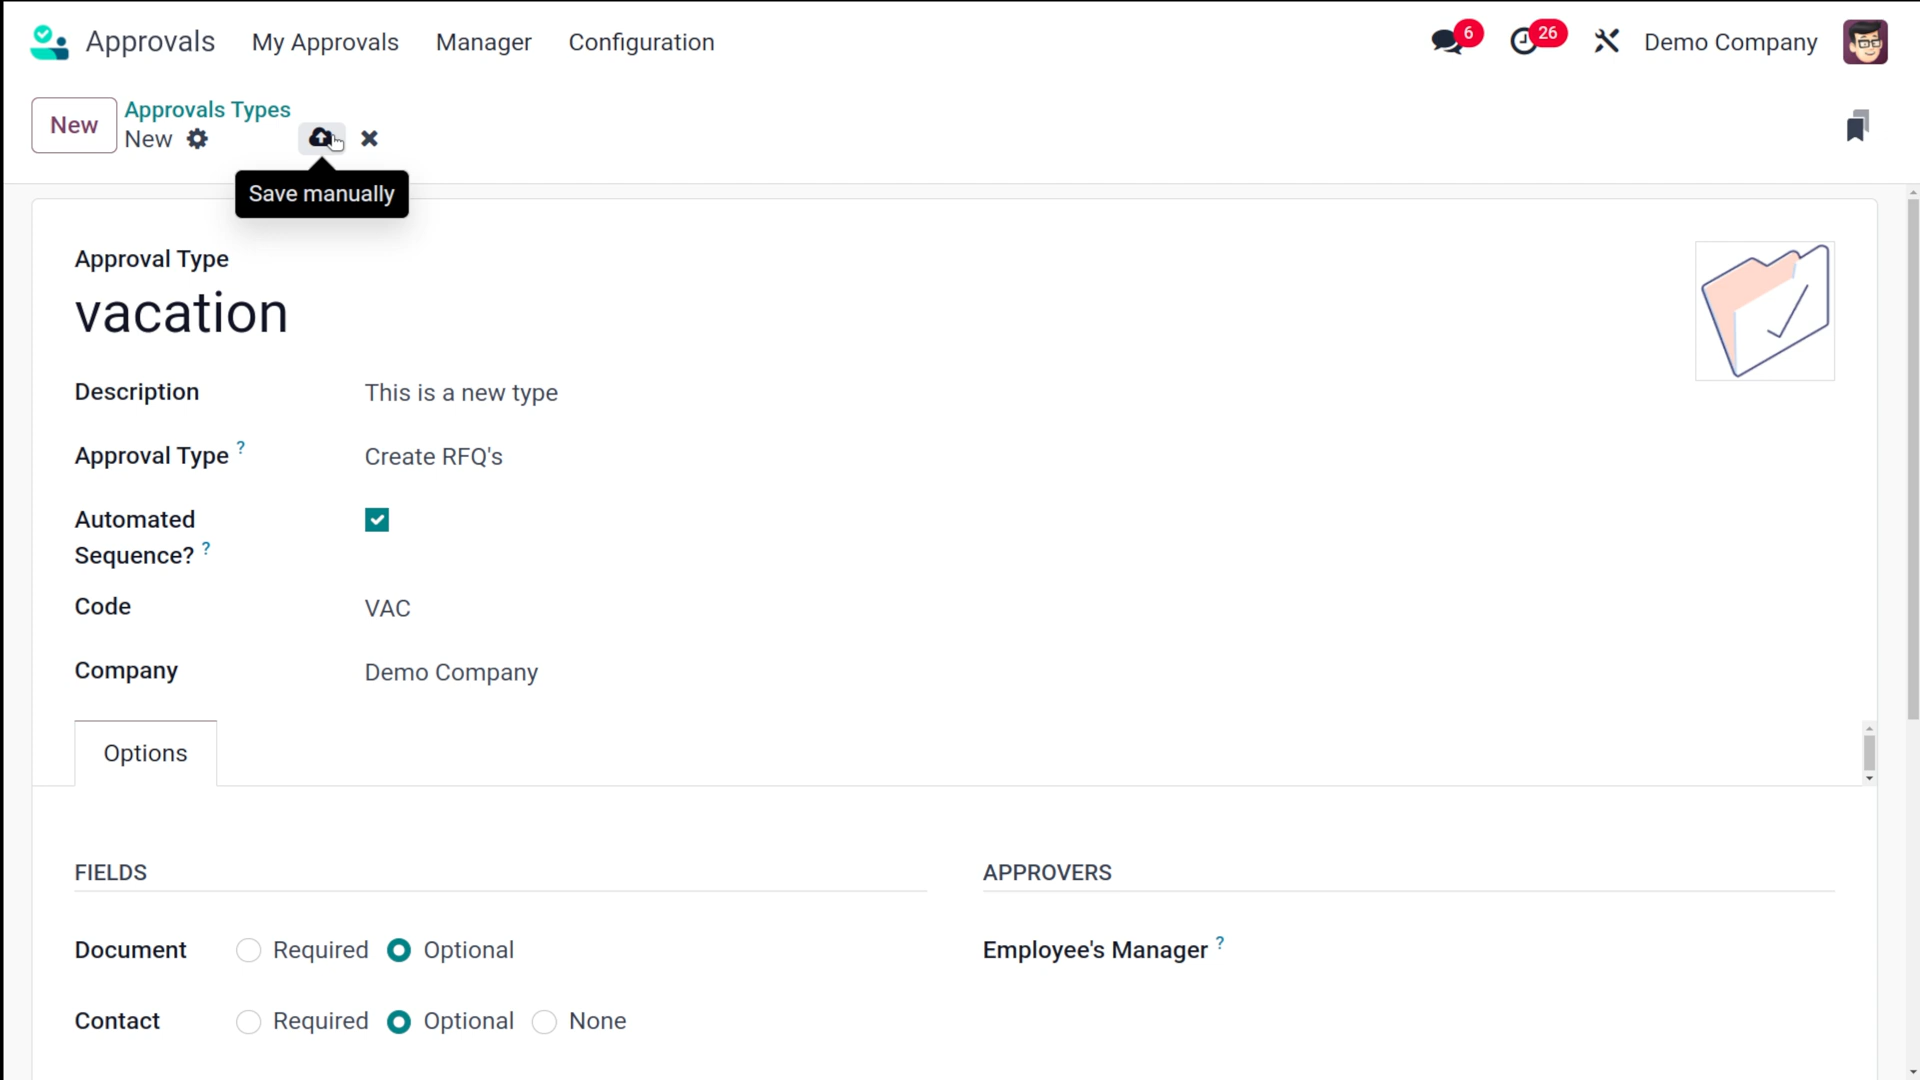 Approvals My Approvals Manager Configuration 6 26 Demo Company
New Approvals Types
New
Save manually
Approval Type
vacation
Description This is a new type
Approval Type ? Create RFQ's
Automated
Sequence? ?
Code VAC
Company Demo Company
Options
FIELDS APPROVERS
Document Required Optional Employee's Manager ?
Contact Required Optional None